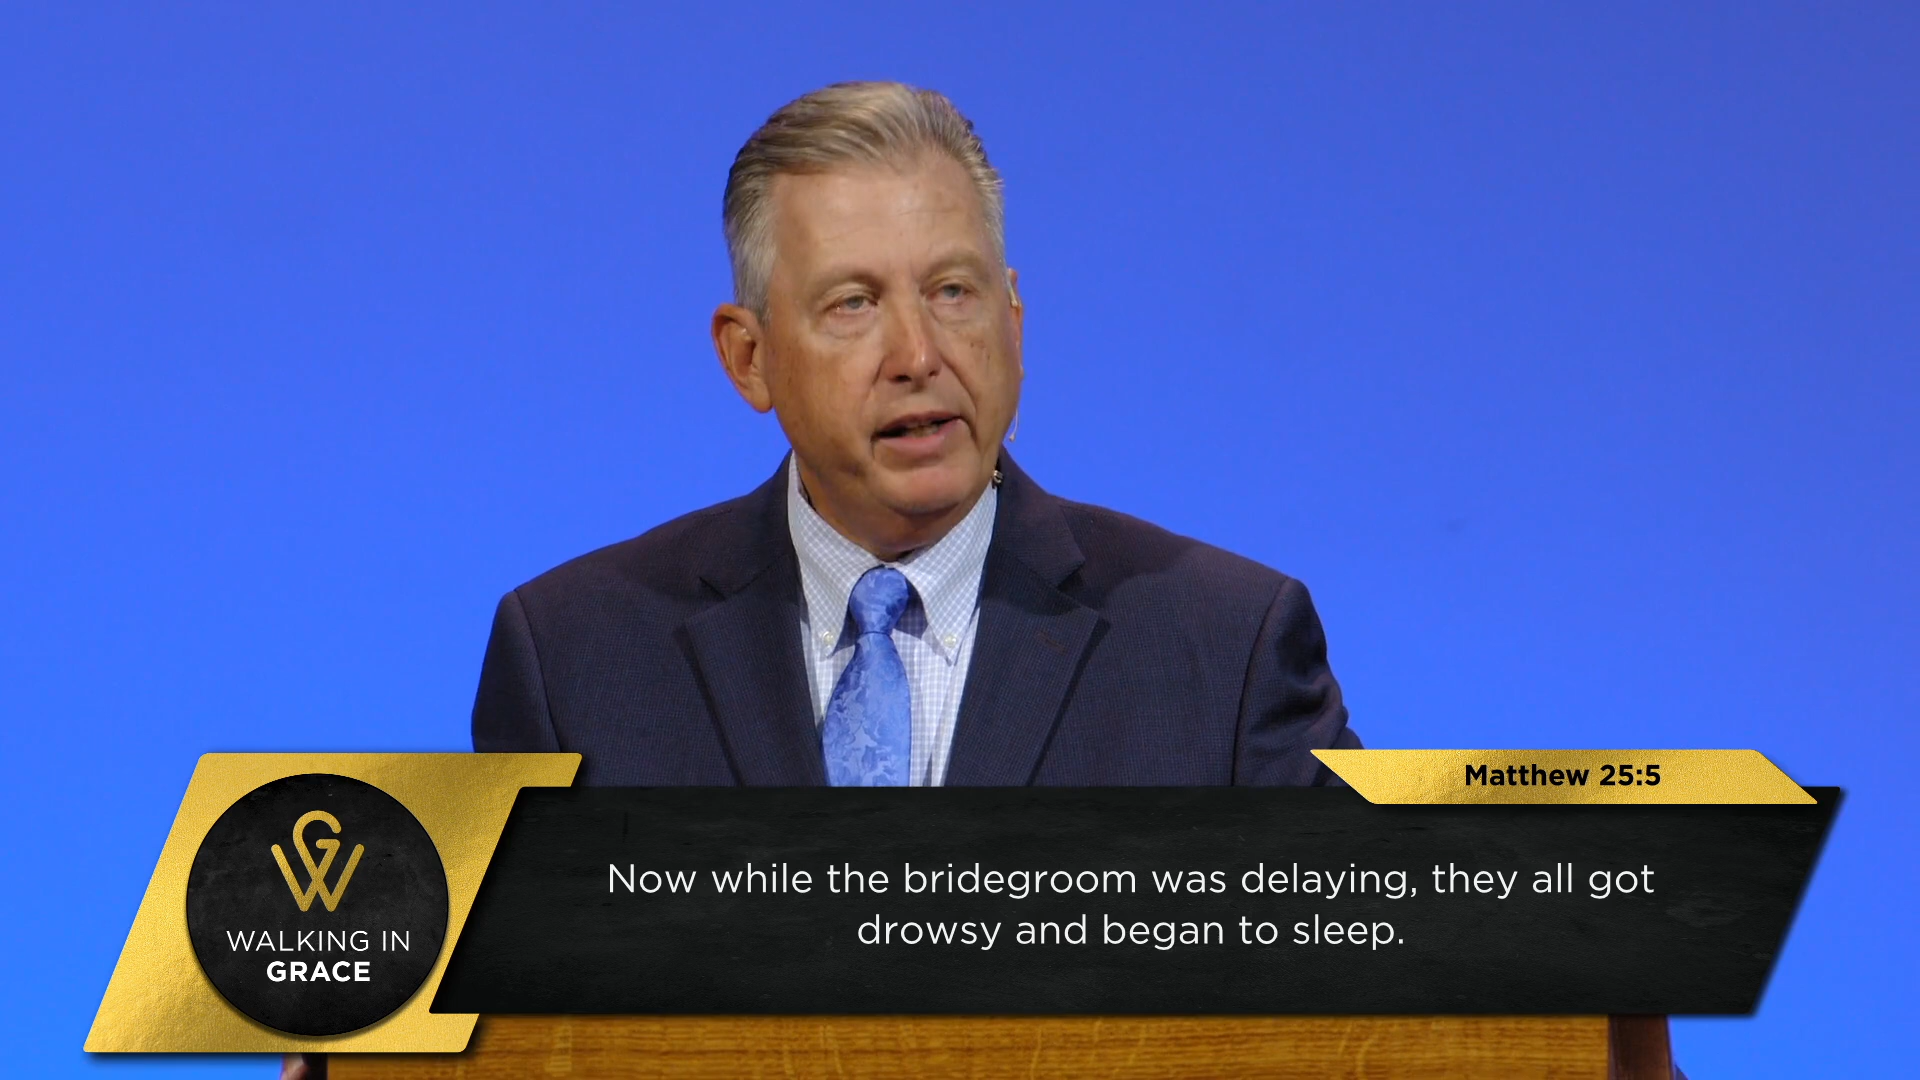 Matthew 25:5
Now while the bridegroom was delaying, they all got
drowsy and began to sleep.
GW
WALKING IN
GRACE